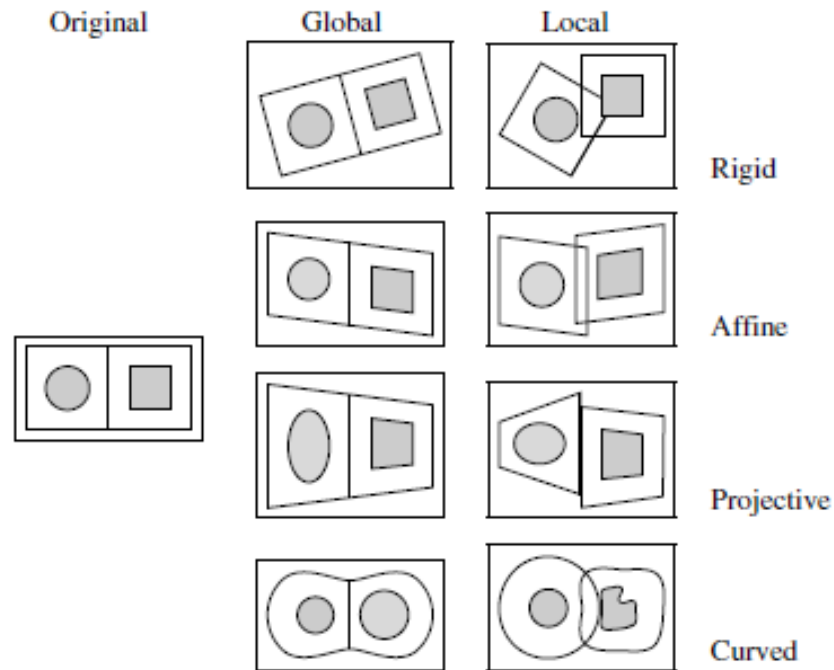 Original Global Local
Rigid
Affine
Projective
Curved